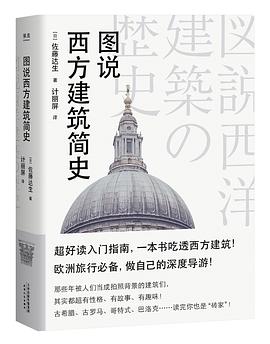 図説西洋
建築の
歴史
图说
西方建筑简史
[日] 佐藤达生 著
计丽屏 译
超好读入门指南，一本书吃透西方建筑！
欧洲旅行必备，做自己的深度导游！
那些年被人们当成拍照背景的建筑们，
其实都超有性格、有故事、有趣味！
古希腊、古罗马、哥特式、巴洛克……读完你也是“砖家”！
图说西方建筑简史
[日] 佐藤达生 著
计丽屏 译